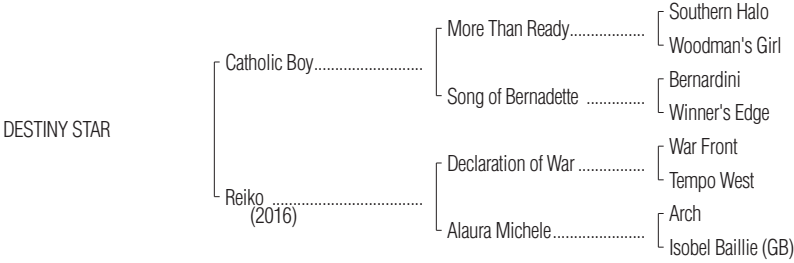 Southern Halo
More Than Ready....................
Woodman's Girl
Catholic Boy...........................
Bernardini
Song of Bernadette ...............
Winner's Edge
DESTINY STAR
War Front
Declaration of War .................
Tempo West
Reiko .....................................
(2016)
Arch
Alaura Michele.......................
Isobel Baillie (GB)